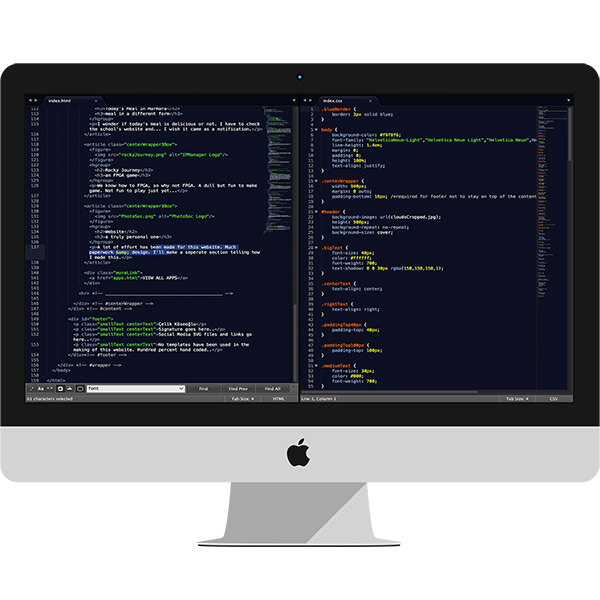 index.html
112 <h2>Today's Meal in Marmara</h2>
113 <h3>meal in a different form</h3>
114 </hgroup>
115 <p>I wonder if today's meal is delicious or not. I have to check
the school's website and... I wish it came as a notification.</p>
116 </article>
117
118 <article class="centerWrapper30or">
119 <figure>
120 <img src="rockyJourney.png" alt="IMManager Logo"/>
121 </figure>
122 <hgroup>
123 <h2>Rocky Journey</h2>
124 <h3>an FPGA game</h3>
125 </hgroup>
126 <p>We know how to FPGA, so why not FPGA. A dull but fun to make
game. Not fun to play just yet...</p>
127 </article>
128
129 <article class="centerWrapper30or">
130 <figure>
131 <img src="PhotoSec.png" alt="PhotoSec Logo"/>
132 </figure>
133 <hgroup>
134 <h2>Website</h2>
135 <h3>a truly personal one</h3>
136 </hgroup>
137 <p>A lot of effort has been made for this website. Much
paperwork &amp; design. I'll make a seperate section telling how
I made this.</p>
138 </article>
139
140 <div class="moreLink">
141 <a href="apps.html">VIEW ALL APPS</a>
142 </div>
143
144 <hr> <!-- -->
145
146 </div> <!-- #centerWrapper -->
147 </div> <!-- #content -->
148
149 <div id="footer">
150 <p class="smallText centerText">Çelik Köseoğlu</p>
151 <p class="smallText centerText">Signature goes here..</p>
152 <p class="smallText centerText">Social Media SVG files and links go
here..</p>
153 <p class="smallText centerText">No templates have been used in the
making of this website. Hundred percent hand coded..</p>
154 </div><!-- #footer -->
155
156 </div> <!-- #wrapper -->
157 </body>
158
159 </html>
Aa
font
Find
Find Prev
Find All
61 characters selected
Tab Size: 4
HTML
index.css
1 .blueBorder {
2 border: 3px solid blue;
3 }
4
5 body {
6 background-color: #f9f9f6;
7 font-family: "HelveticaNeue-Light","Helvetica Neue Light","Helvetica Neue",
8 line-height: 1.4em;
9 margin: 0;
10 padding: 0;
11 height: 100%;
12 text-align: justify;
13 }
14
15 .centerWrapper {
16 width: 960px;
17 margin: 0 auto;
18 padding-bottom: 16px; /*required for footer not to stay on top of the content
19 }
20
21 #header {
22 background-image: url(cloudsCropped.jpg);
23 height: 500px;
24 background-repeat: no-repeat;
25 background-size: cover;
26 }
27
28 .bigText {
29 font-size: 40px;
30 color: #ffffff;
31 font-weight: 700;
32 text-shadow: 0 0 30px rgba(150,150,150,1);
33 }
34
35 .centerText {
36 text-align: center;
37 }
38
39 .rightText {
40 text-align: right;
41 }
42
43 .paddingTop40px {
44 padding-top: 40px;
45 }
46
47 .paddingTop100px {
48 padding-top: 100px;
49 }
50
51 .mediumText {
52 font-size: 30px;
53 color: #000;
54 font-weight: 700;
55
Line 1, Column 1
Tab Size: 4
CSS